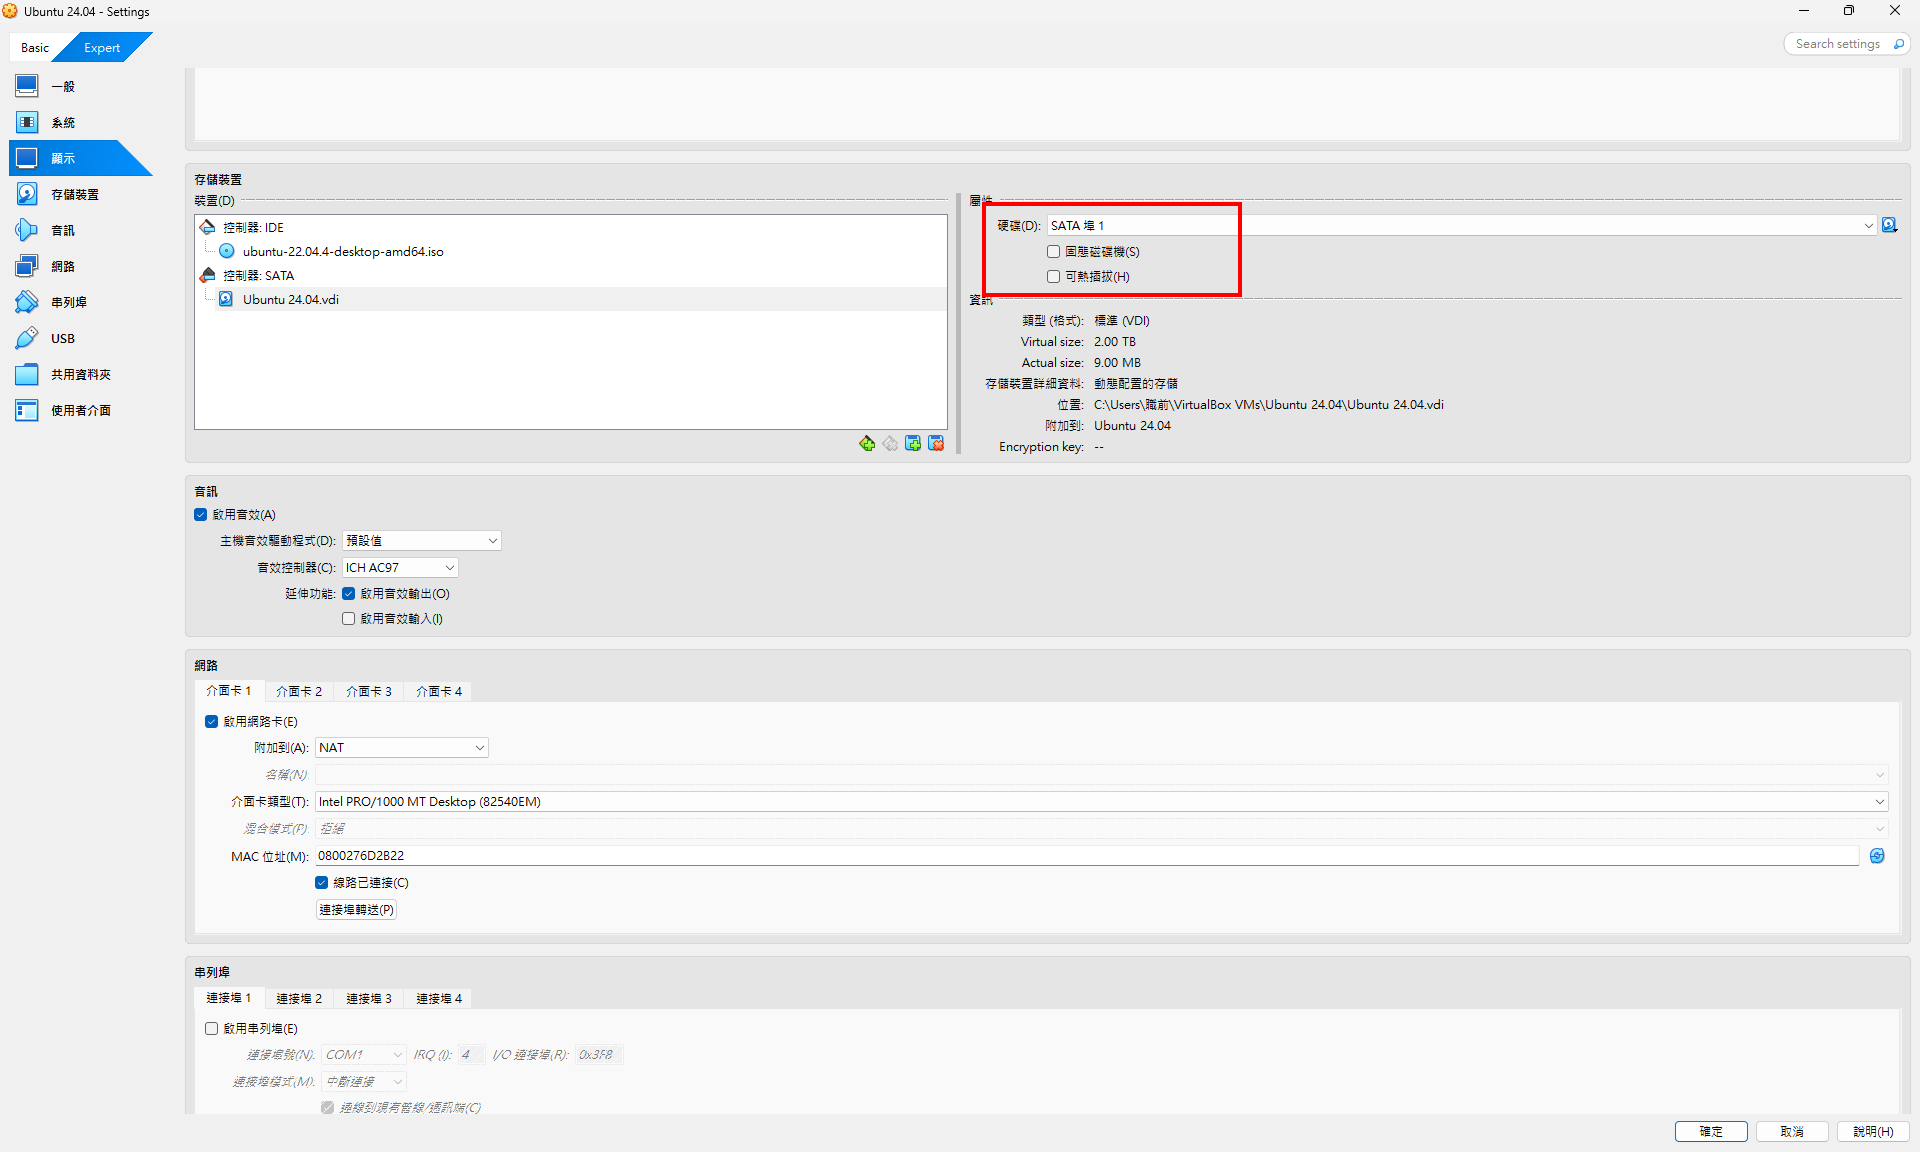 Ubuntu 24.04 - Settings
Basic
Expert
Search settings
一般
系統
顯示
存儲裝置
音訊
網路
串列埠
USB
共用資料夾
使用者介面
存儲裝置
裝置(D)
控制器: IDE
ubuntu-22.04.4-desktop-amd64.iso
控制器: SATA
Ubuntu 24.04.vdi
屬性
硬碟(D): SATA 埠 1
固態磁碟機(S)
可熱插拔(H)
資訊
類型 (格式): 標準 (VDI)
Virtual size: 2.00 TB
Actual size: 9.00 MB
存儲裝置詳細資料: 動態配置的存儲
位置: C:\Users\職前\VirtualBox VMs\Ubuntu 24.04\Ubuntu 24.04.vdi
附加到: Ubuntu 24.04
Encryption key: --
音訊
啟用音效(A)
主機音效驅動程式(D): 預設值
音效控制器(C): ICH AC97
延伸功能: 啟用音效輸出(O)
啟用音效輸入(I)
網路
介面卡 1 介面卡 2 介面卡 3 介面卡 4
啟用網路卡(E)
附加到(A): NAT
名稱(N):
介面卡類型(T): Intel PRO/1000 MT Desktop (82540EM)
混合模式(P): 拒絕
MAC 位址(M): 0800276D2B22
線路已連接(C)
連接埠轉送(P)
串列埠
連接埠 1 連接埠 2 連接埠 3 連接埠 4
啟用串列埠(E)
連接埠號(N): COM1 IRQ (I): 4 I/O 連接埠(R): 0x3F8
連接埠模式(M): 中斷連接
連線到現有管線/通訊端(C)
確定
取消
說明(H)